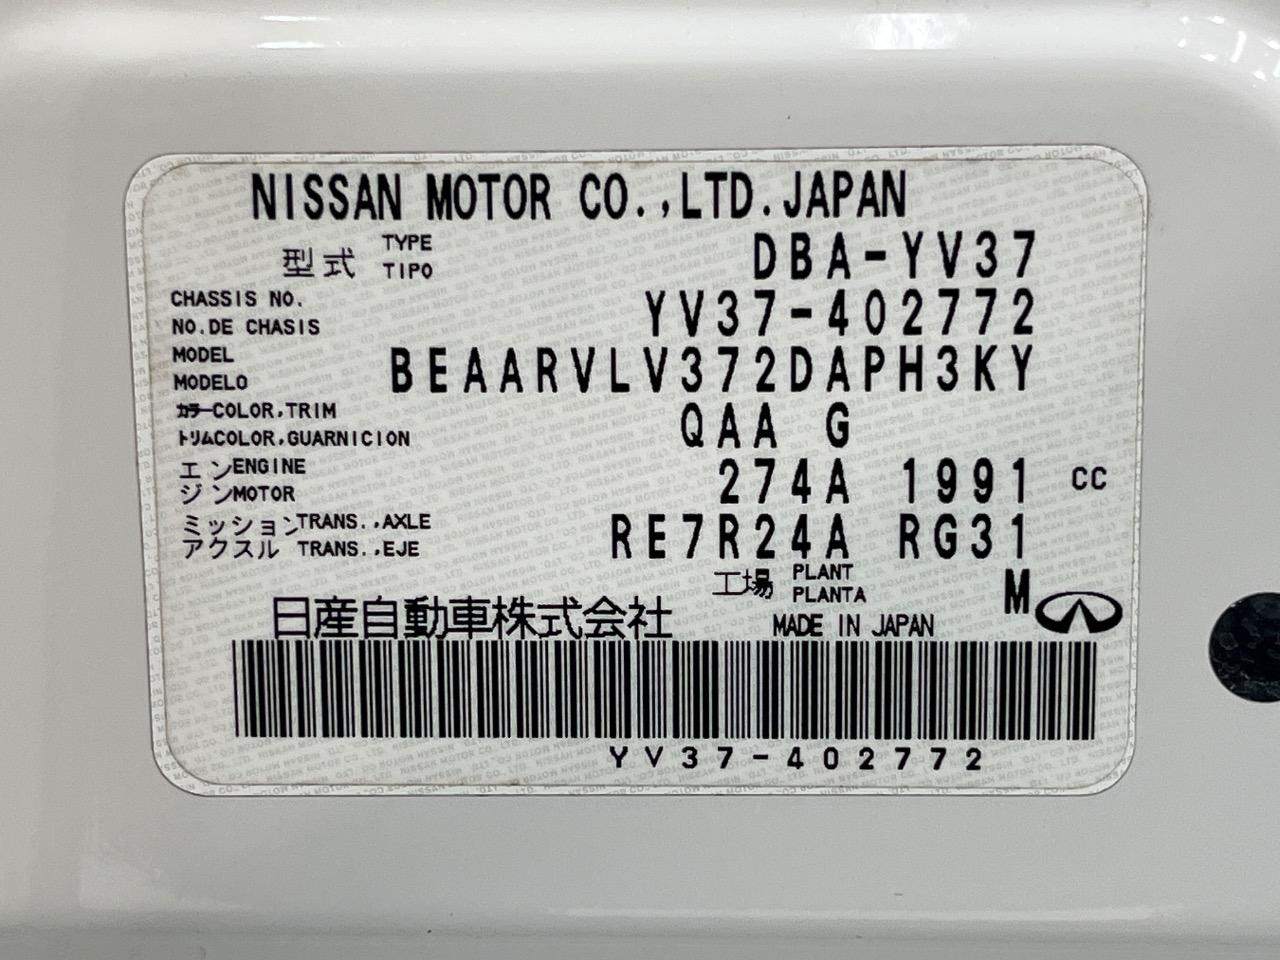 NISSAN MOTOR CO.,LTD.JAPAN
型式 TYPE TIPO DBA-YV37
CHASSIS NO.
NO.DE CHASIS YV37-402772
MODEL
MODELO BEAARVLV372DAPH3KY
カラーCOLOR,TRIM
トリムCOLOR,GUARNICION QAA G
エンENGINE
ジンMOTOR 274A 1991 CC
ミッションTRANS.,AXLE
アクスル TRANS.,EJE RE7R24A RG31
工場 PLANT PLANTA M
日産自動車株式会社 MADE IN JAPAN
YV37-402772